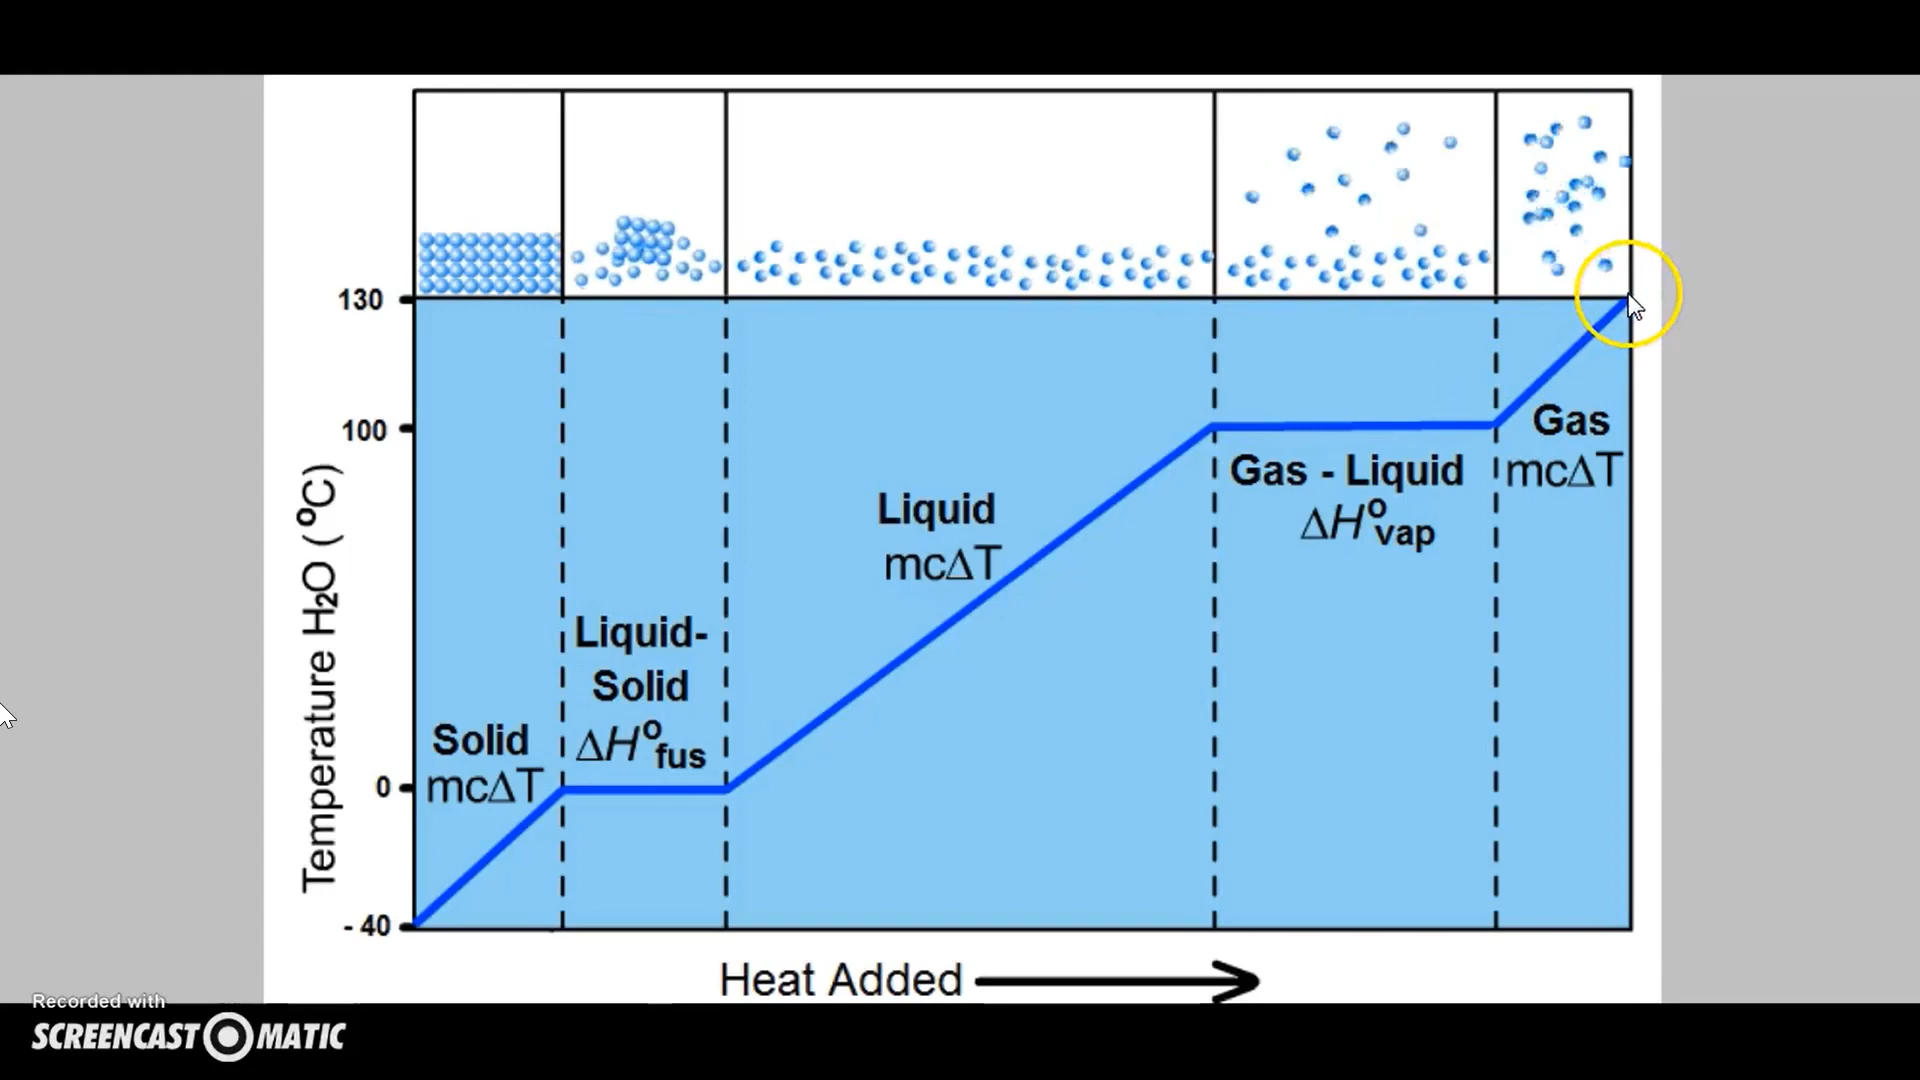 130
100
0
- 40
Temperature H₂O (°C)
Solid
mcΔT
Liquid-
Solid
ΔH°fus
Liquid
mcΔT
Gas - Liquid
ΔH°vap
Gas
mcΔT
Heat Added
Recorded with
SCREENCAST MATIC